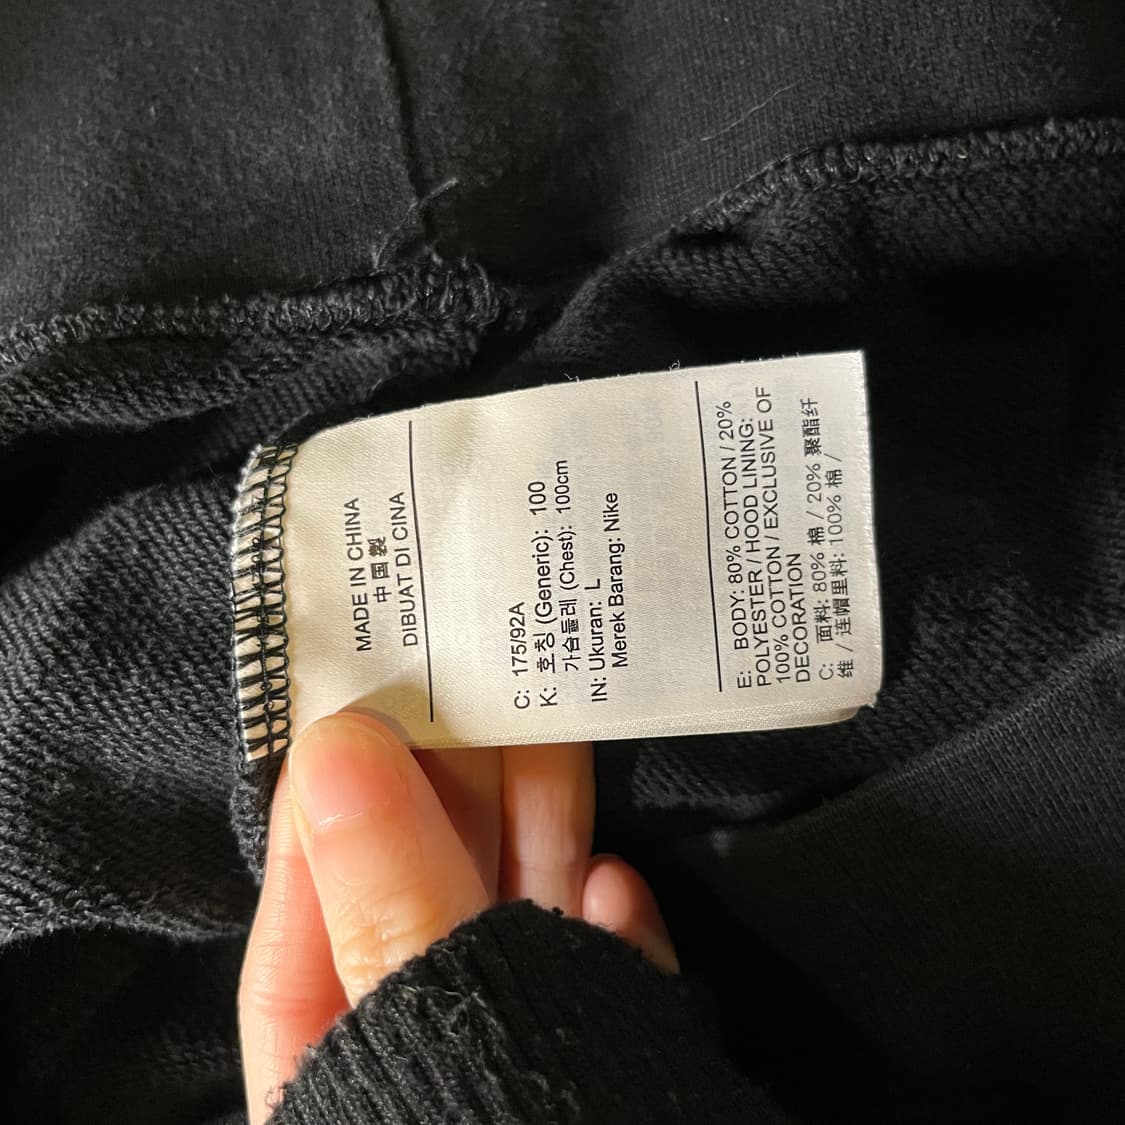 MADE IN CHINA
中国製
DIBUAT DI CINA
C: 175/92A
K: 호칭 (Generic): 100
가슴둘레 (Chest): 100cm
IN: Ukuran: L
Merek Barang: Nike
E: BODY: 80% COTTON / 20%
POLYESTER / HOOD LINING:
100% COTTON / EXCLUSIVE OF
DECORATION
C: 面料: 80% 棉 / 20% 聚酯纤
维 / 连帽里料: 100% 棉 /